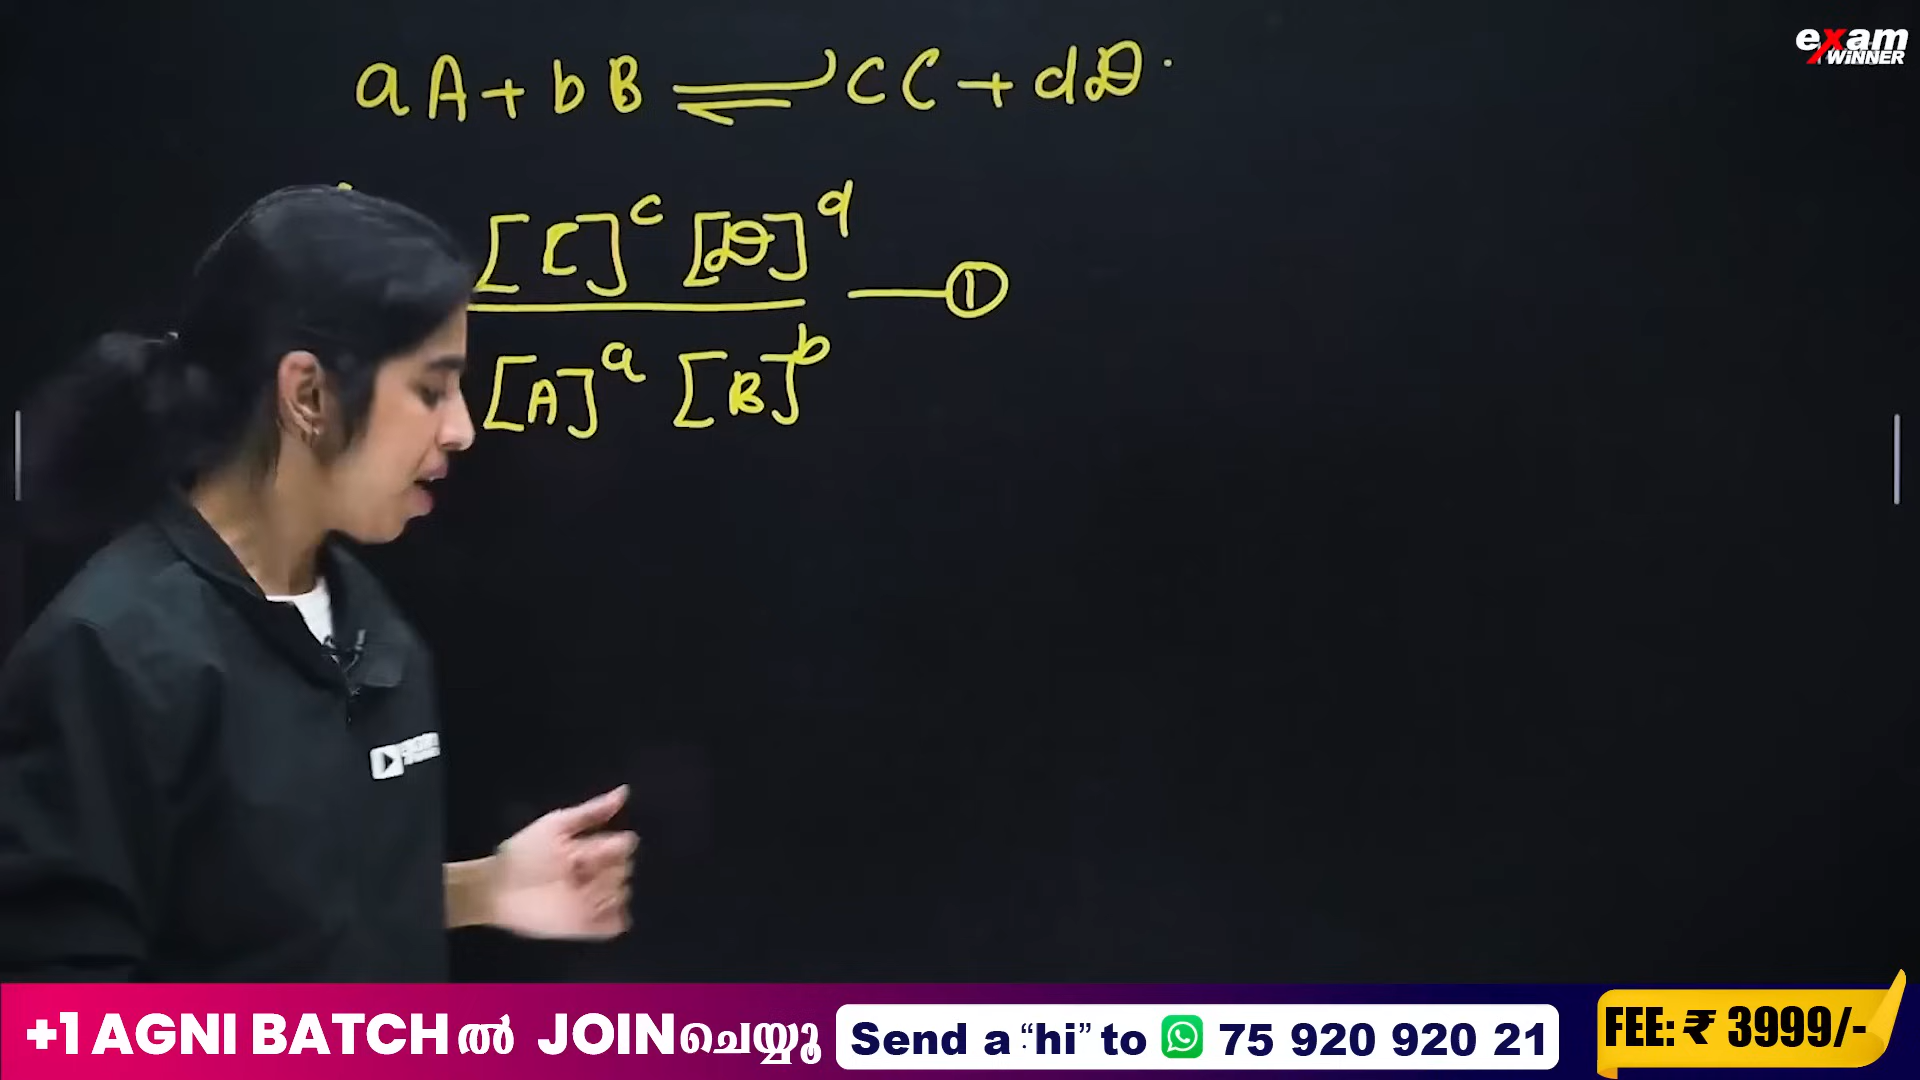 exam
WINNER
aA + bB ⇌ cC + dD
[C]^c [D]^d —①
[A]^a [B]^b
+1 AGNI BATCH ൽ JOIN ചെയ്യൂ Send a “hi” to 75 920 920 21 FEE: ₹ 3999/-